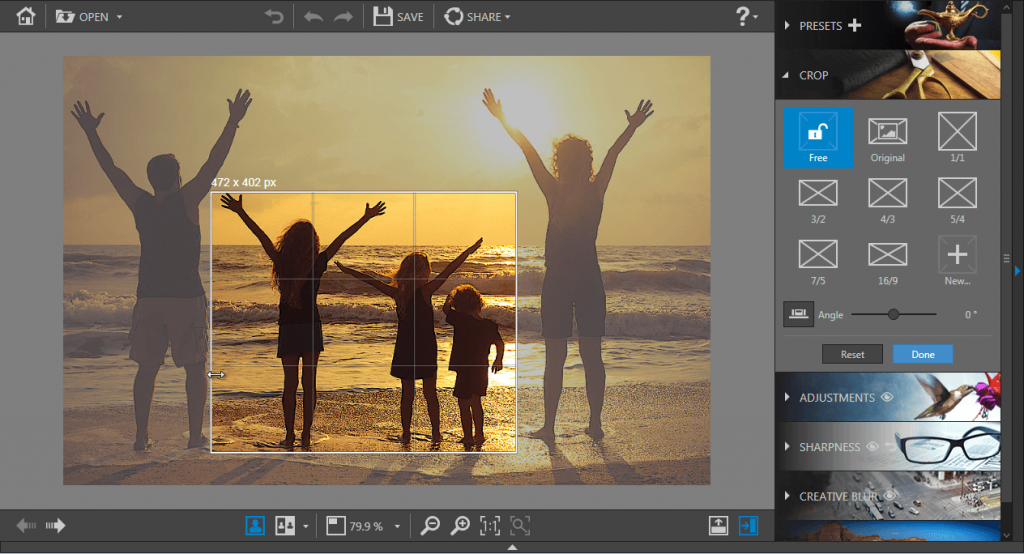 OPEN
SAVE
SHARE
?
472 x 402 px
PRESETS
CROP
Free
Original
1/1
3/2
4/3
5/4
7/5
16/9
New...
Angle
0 °
Reset
Done
ADJUSTMENTS
SHARPNESS
CREATIVE BLUR
79.9 %
1:1